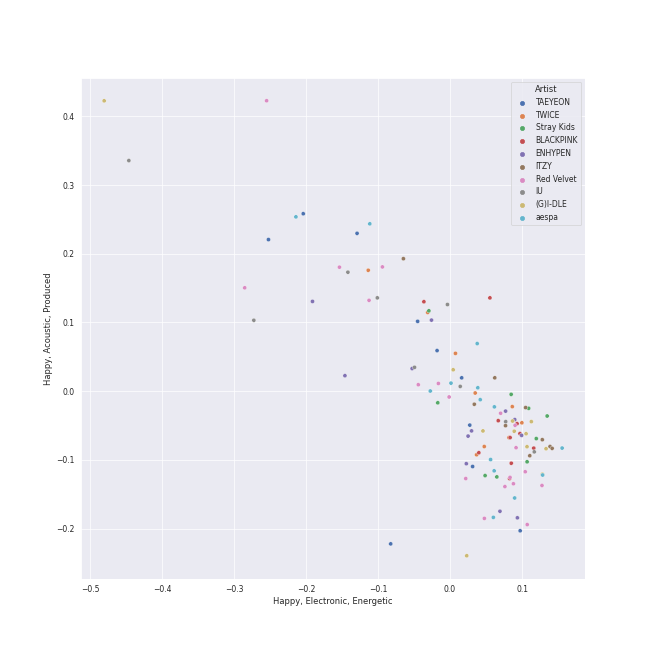 Artist
TAEYEON
TWICE
Stray Kids
BLACKPINK
ENHYPEN
ITZY
Red Velvet
IU
(G)I-DLE
aespa
0.4
0.3
0.2
0.1
0.0
−0.1
−0.2
Happy, Acoustic, Produced
−0.5
−0.4
−0.3
−0.2
−0.1
0.0
0.1
Happy, Electronic, Energetic